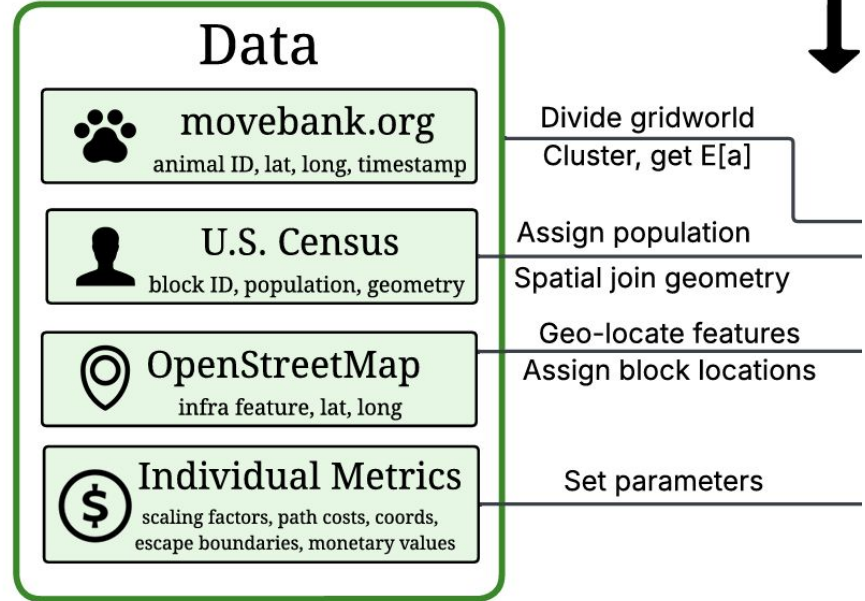 Data
movebank.org
animal ID, lat, long, timestamp
Divide gridworld
Cluster, get E[a]
U.S. Census
block ID, population, geometry
Assign population
Spatial join geometry
OpenStreetMap
infra feature, lat, long
Geo-locate features
Assign block locations
$
Individual Metrics
scaling factors, path costs, coords,
escape boundaries, monetary values
Set parameters